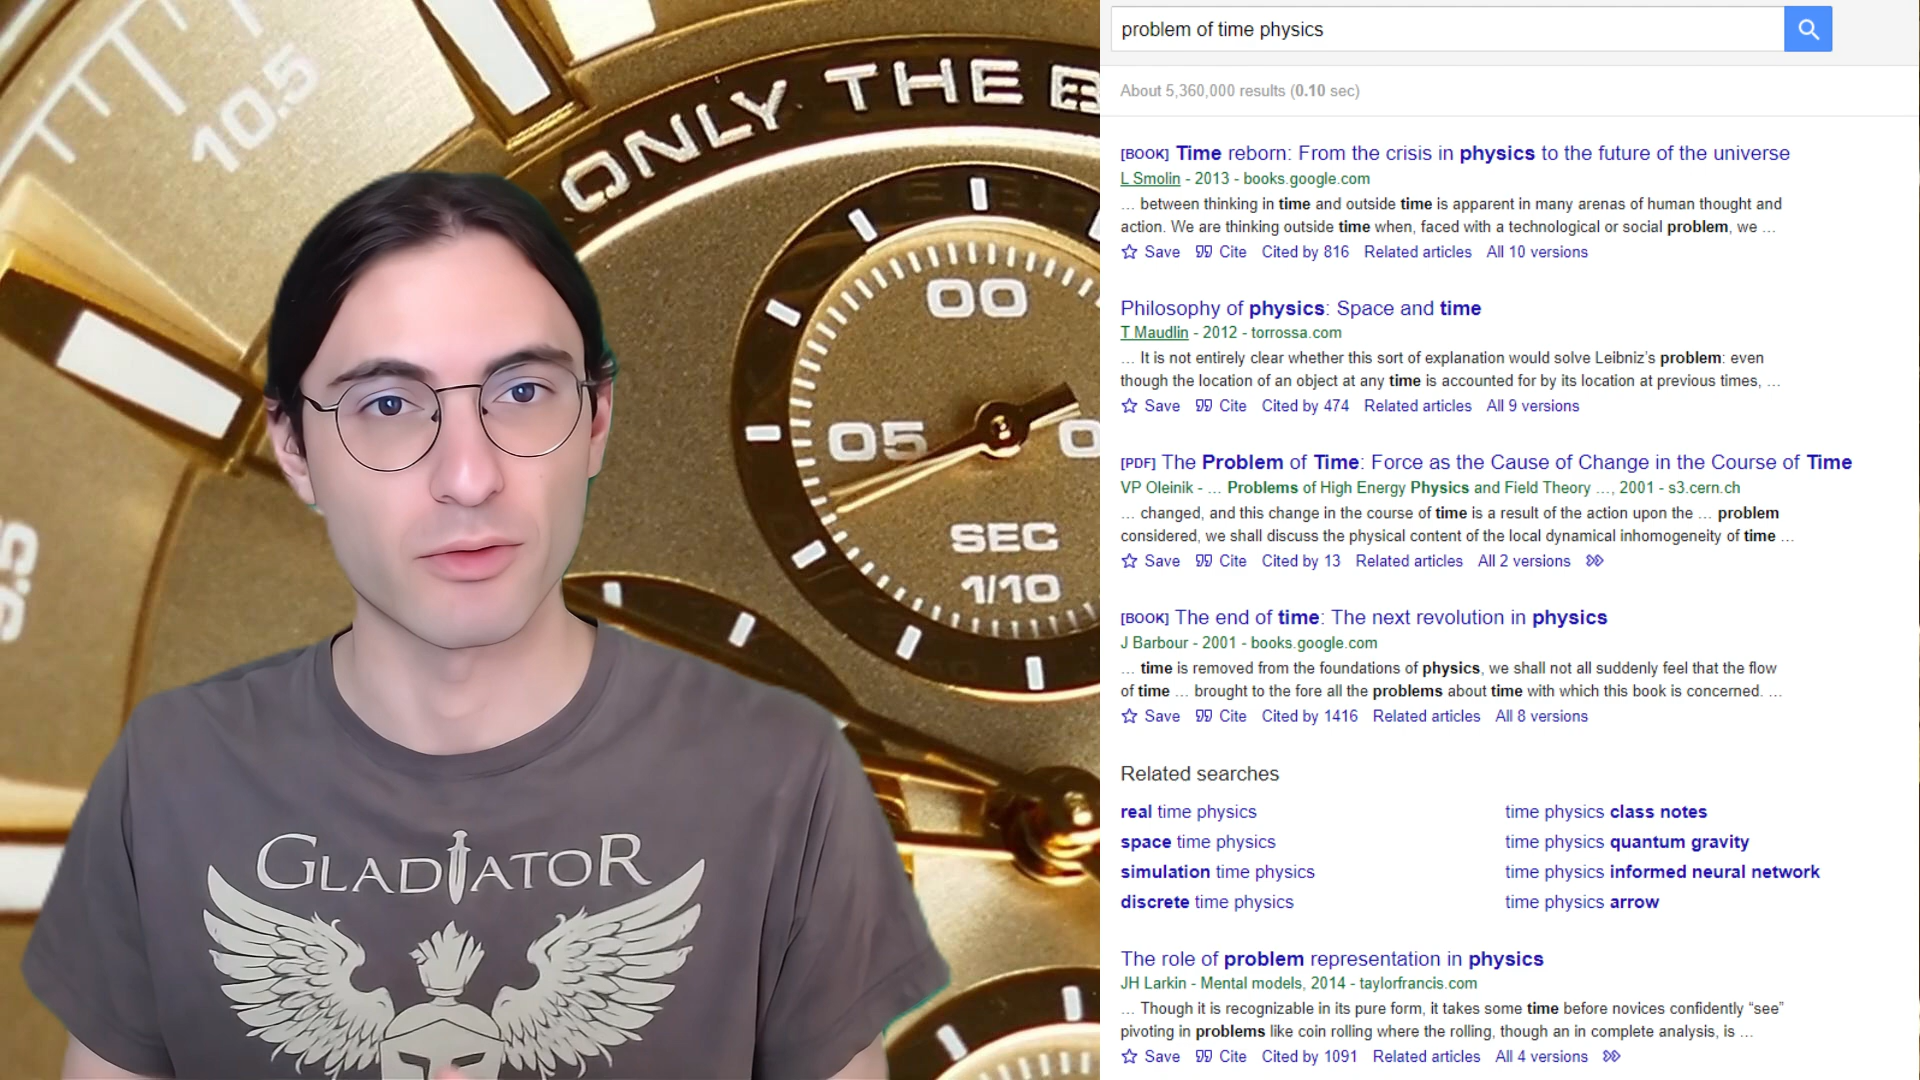 10.5
ONLY THE
00
05
SEC
1/10
9.5
GLADIATOR
problem of time physics
About 5,360,000 results (0.10 sec)
[BOOK] Time reborn: From the crisis in physics to the future of the universe
L Smolin - 2013 - books.google.com
… between thinking in time and outside time is apparent in many arenas of human thought and
action. We are thinking outside time when, faced with a technological or social problem, we …
Save Cite Cited by 816 Related articles All 10 versions
Philosophy of physics: Space and time
T Maudlin - 2012 - torrossa.com
… It is not entirely clear whether this sort of explanation would solve Leibniz's problem: even
though the location of an object at any time is accounted for by its location at previous times, …
Save Cite Cited by 474 Related articles All 9 versions
[PDF] The Problem of Time: Force as the Cause of Change in the Course of Time
VP Oleinik - … Problems of High Energy Physics and Field Theory …, 2001 - s3.cern.ch
… changed, and this change in the course of time is a result of the action upon the … problem
considered, we shall discuss the physical content of the local dynamical inhomogeneity of time …
Save Cite Cited by 13 Related articles All 2 versions
[BOOK] The end of time: The next revolution in physics
J Barbour - 2001 - books.google.com
… time is removed from the foundations of physics, we shall not all suddenly feel that the flow
of time … brought to the fore all the problems about time with which this book is concerned. …
Save Cite Cited by 1416 Related articles All 8 versions
Related searches
real time physics
time physics class notes
space time physics
time physics quantum gravity
simulation time physics
time physics informed neural network
discrete time physics
time physics arrow
The role of problem representation in physics
JH Larkin - Mental models, 2014 - taylorfrancis.com
… Though it is recognizable in its pure form, it takes some time before novices confidently “see”
pivoting in problems like coin rolling where the rolling, though an in complete analysis, is …
Save Cite Cited by 1091 Related articles All 4 versions